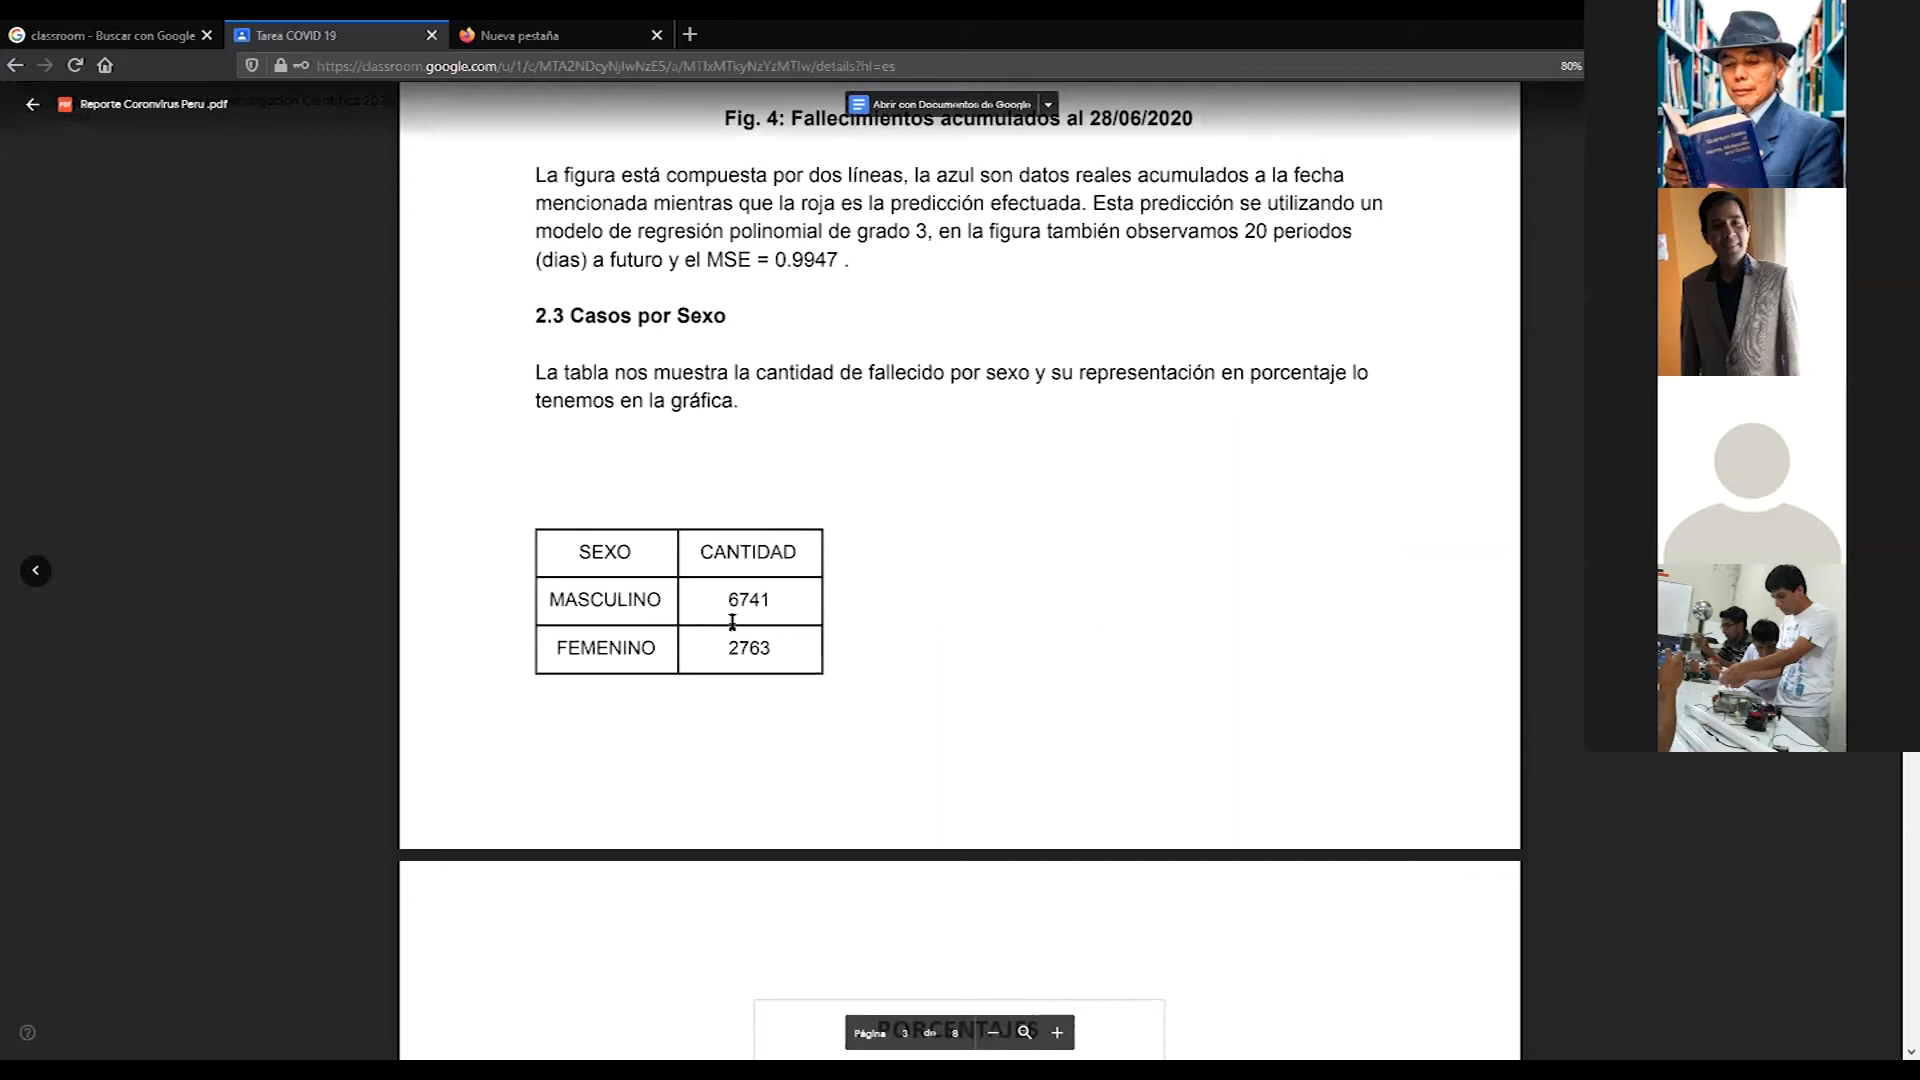 classroom - Buscar con Google
Tarea COVID 19
Nueva pestaña
https://classroom.google.com/u/1/c/MTA2NDcyNjIwNzE5/a/MTIxMTkyNzYzMTIw/details?hl=es
80%
Reporte Coronvirus Peru .pdf
Abrir con Documentos de Google
Fig. 4: Fallecimientos acumulados al 28/06/2020
La figura está compuesta por dos líneas, la azul son datos reales acumulados a la fecha
mencionada mientras que la roja es la predicción efectuada. Esta predicción se utilizando un
modelo de regresión polinomial de grado 3, en la figura también observamos 20 periodos
(dias) a futuro y el MSE = 0.9947 .
2.3 Casos por Sexo
La tabla nos muestra la cantidad de fallecido por sexo y su representación en porcentaje lo
tenemos en la gráfica.
SEXO CANTIDAD
MASCULINO 6741
FEMENINO 2763
PORCENTAJES
Página 3 de 8